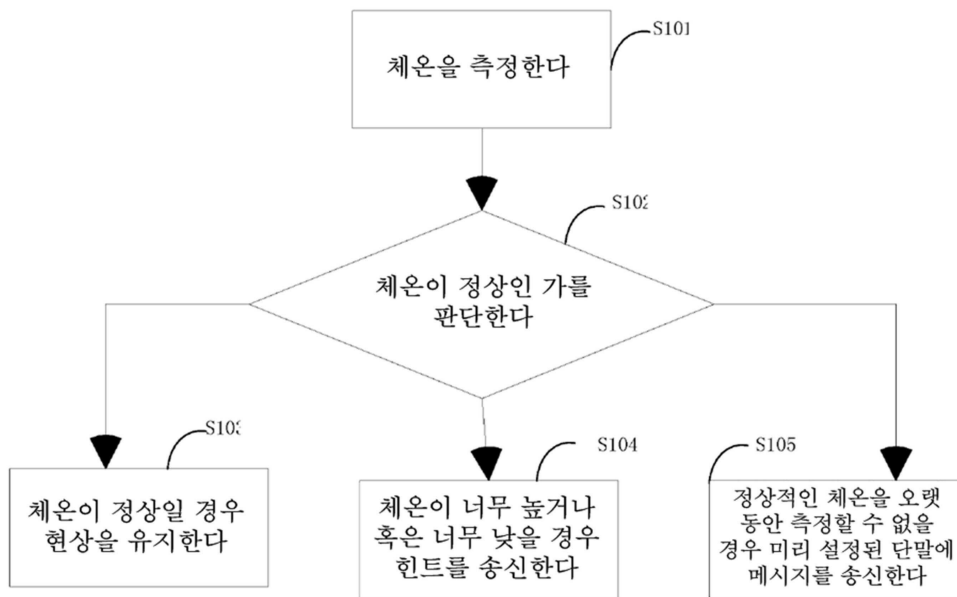 S101
체온을 측정한다
S102
체온이 정상인 가를
판단한다
S103
체온이 정상일 경우
현상을 유지한다
S104
체온이 너무 높거나
혹은 너무 낮을 경우
힌트를 송신한다
S105
정상적인 체온을 오랫
동안 측정할 수 없을
경우 미리 설정된 단말에
메시지를 송신한다